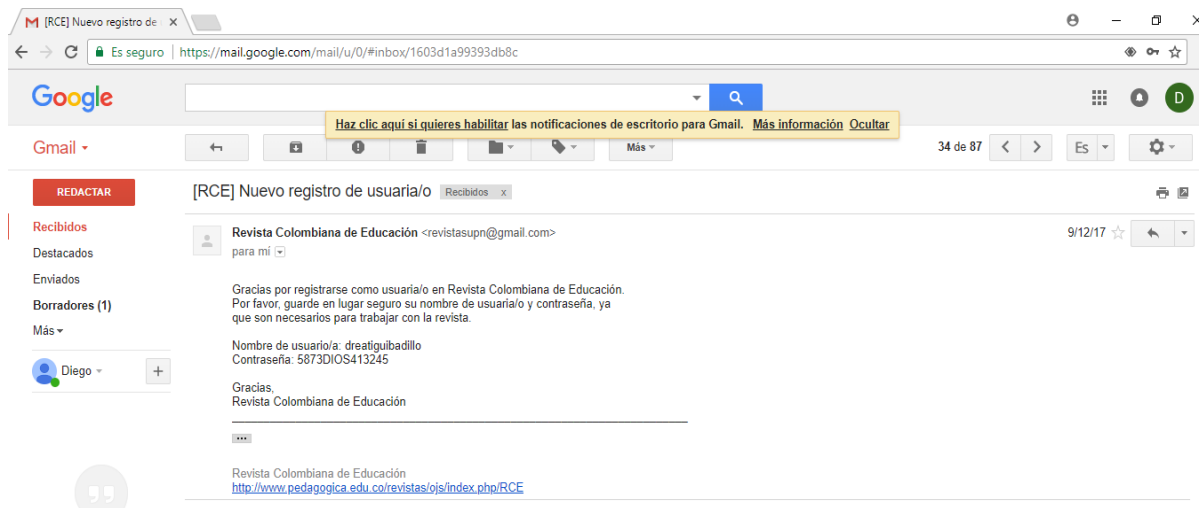 [RCE] Nuevo registro de
Es seguro https://mail.google.com/mail/u/0/#inbox/1603d1a99393db8c
Google
Haz clic aquí si quieres habilitar las notificaciones de escritorio para Gmail. Más información Ocultar
Gmail Más 34 de 87 Es D
REDACTAR
[RCE] Nuevo registro de usuaria/o Recibidos x
Recibidos
Destacados
Enviados
Borradores (1)
Más
Diego
Revista Colombiana de Educación <revistasupn@gmail.com> 9/12/17
para mí
Gracias por registrarse como usuaria/o en Revista Colombiana de Educación.
Por favor, guarde en lugar seguro su nombre de usuaria/o y contraseña, ya
que son necesarios para trabajar con la revista.
Nombre de usuario/a: dreatiguibadillo
Contraseña: 5873DIOS413245
Gracias,
Revista Colombiana de Educación
Revista Colombiana de Educación
http://www.pedagogica.edu.co/revistas/ojs/index.php/RCE